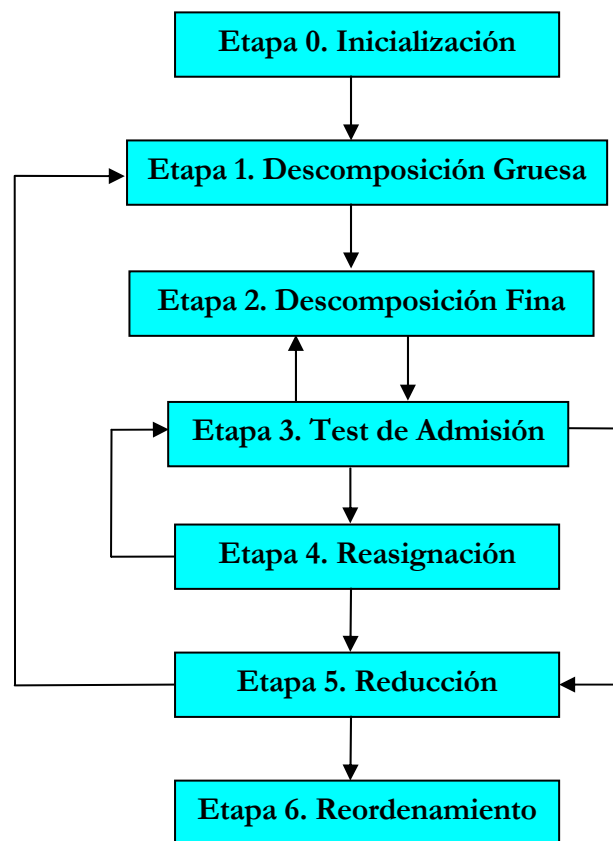 Etapa 0. Inicialización
Etapa 1. Descomposición Gruesa
Etapa 2. Descomposición Fina
Etapa 3. Test de Admisión
Etapa 4. Reasignación
Etapa 5. Reducción
Etapa 6. Reordenamiento